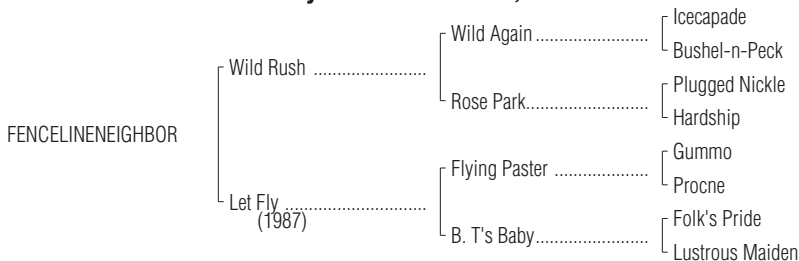 Icecapade
Wild Again ........................
Bushel-n-Peck
Wild Rush ........................
Plugged Nickle
Rose Park..........................
Hardship
FENCELINENEIGHBOR
Gummo
Flying Paster ....................
Procne
Let Fly ..............................
(1987)
Folk's Pride
B. T's Baby........................
Lustrous Maiden